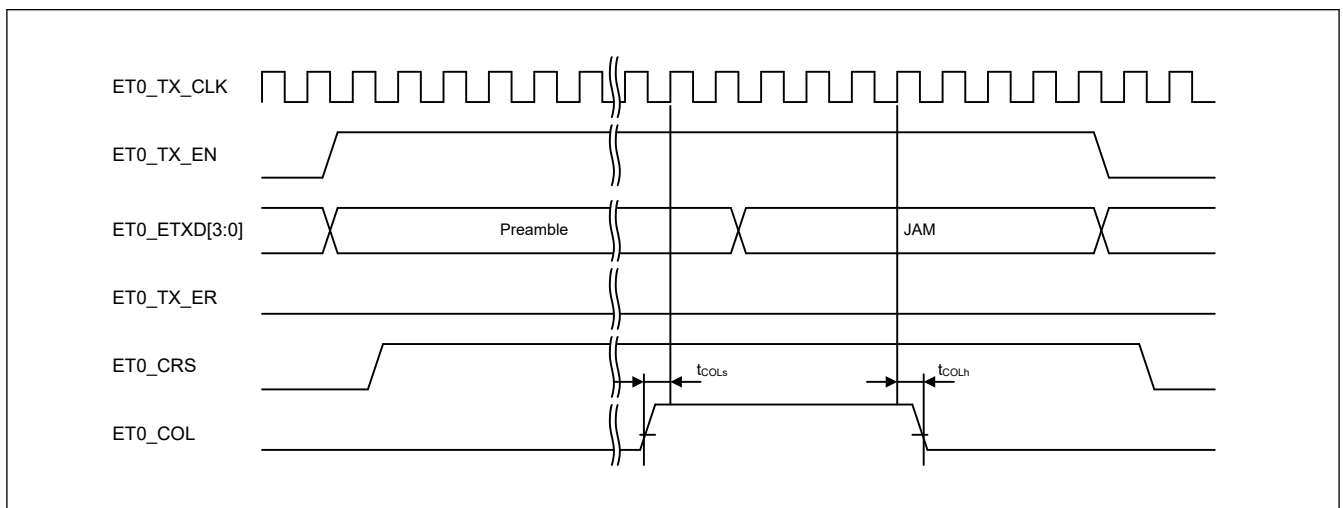 ET0_TX_CLK
ET0_TX_EN
ET0_ETXD[3:0]
Preamble
JAM
ET0_TX_ER
ET0_CRS
tCOLs
tCOLh
ET0_COL